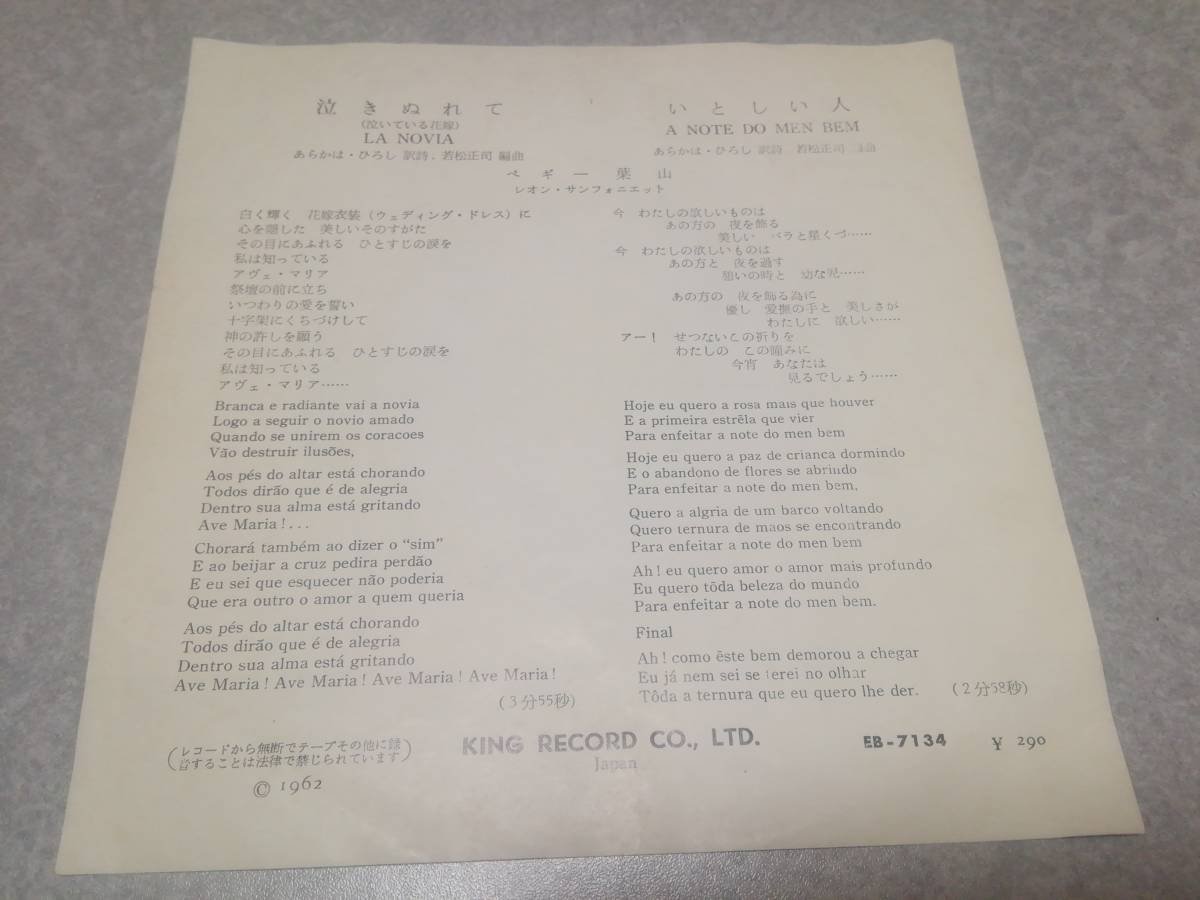 泣きぬれて
(泣いている花嫁)
LA NOVIA
あらかは・ひろし 訳詩. 若松正司 編曲
いとしい人
A NOTE DO MEN BEM
あらかは・ひろし 訳詩 若松正司 曲
ペギー葉山
レオン・サンフォニエット
白く輝く 花嫁衣裳(ウェディング・ドレス)に
心を隠した 美しいそのすがた
その目にあふれる ひとすじの涙を
私は知っている
アヴェ・マリア
祭壇の前に立ち
いつわりの愛を誓い
十字架にくちづけして
神の許しを願う
その目にあふれる ひとすじの涙を
私は知っている
アヴェ・マリア……
Branca e radiante vai a novia
Logo a seguir o novio amado
Quando se unirem os coracoes
Vão destruir ilusões,
Aos pés do altar está chorando
Todos dirão que é de alegria
Dentro sua alma está gritando
Ave Maria!...
Chorará também ao dizer o “sim”
E ao beijar a cruz pedira perdão
E eu sei que esquecer não poderia
Que era outro o amor a quem queria
Aos pés do altar está chorando
Todos dirão que é de alegria
Dentro sua alma está gritando
Ave Maria! Ave Maria! Ave Maria! Ave Maria!
(3分55秒)
今 わたしの欲しいものは
あの方の 夜を飾る
美しい バラと星くづ……
今 わたしの欲しいものは
あの方と 夜を過す
憩いの時と 幼な児……
あの方の 夜を飾る為に
優し 愛撫の手と 美しさが
わたしに 欲しい……
アー! せつないこの祈りを
わたしの この瞳みに
今宵 あなたは
見るでしょう……
Hoje eu quero a rosa mais que houver
E a primeira estrêla que vier
Para enfeitar a note do men bem
Hoje eu quero a paz de crianca dormindo
E o abandono de flores se abrindo
Para enfeitar a note do men bem,
Quero a algria de um barco voltando
Quero ternura de maos se encontrando
Para enfeitar a note do men bem
Ah! eu quero amor o amor mais profundo
Eu quero tôda beleza do mundo
Para enfeitar a note do men bem.
Final
Ah! como êste bem demorou a chegar
Eu já nem sei se terei no olhar
Tôda a ternura que eu quero lhe der.
(2分58秒)
(レコードから無断でテープその他に録
音することは法律で禁じられています)
© 1962
KING RECORD CO., LTD.
Japan
EB-7134 ¥ 290